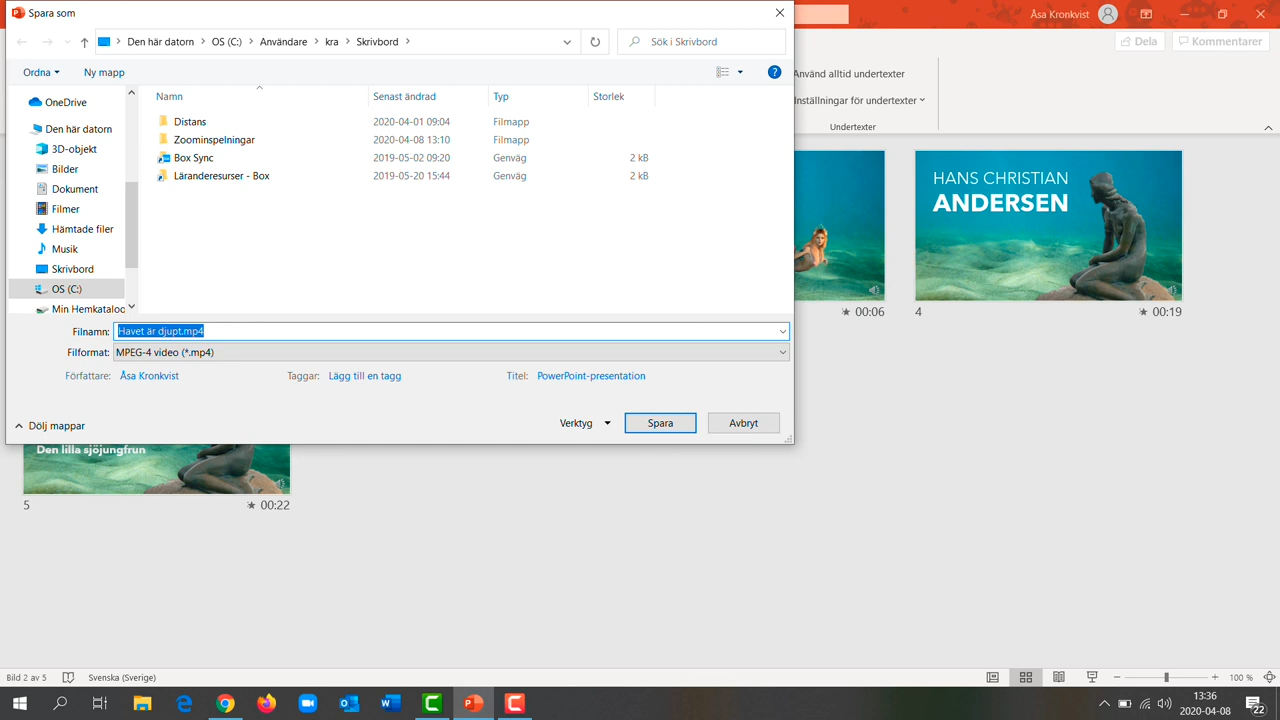 Spara som
Åsa Kronkvist
Den här datorn
OS (C:)
Användare
kra
Skrivbord
Sök i Skrivbord
Dela
Kommentarer
Ordna
Ny mapp
Använd alltid undertexter
Inställningar för undertexter
Undertexter
Namn
Senast ändrad
Typ
Storlek
Distans
2020-04-01 09:04
Filmapp
Zoominspelningar
2020-04-08 13:10
Filmapp
Box Sync
2019-05-02 09:20
Genväg
2 kB
Läranderesurser - Box
2019-05-20 15:44
Genväg
2 kB
OneDrive
Den här datorn
3D-objekt
Bilder
Dokument
Filmer
Hämtade filer
Musik
Skrivbord
OS (C:)
Min Hemkatalog
Filnamn:
Havet är djupt.mp4
Filformat:
MPEG-4 video (*.mp4)
Författare:
Åsa Kronkvist
Taggar:
Lägg till en tagg
Titel:
PowerPoint-presentation
Dölj mappar
Verktyg
Spara
Avbryt
HANS CHRISTIAN
ANDERSEN
00:06
4
00:19
Den lilla sjöjungfrun
5
00:22
Bild 2 av 5
Svenska (Sverige)
100 %
13:36
2020-04-08
22